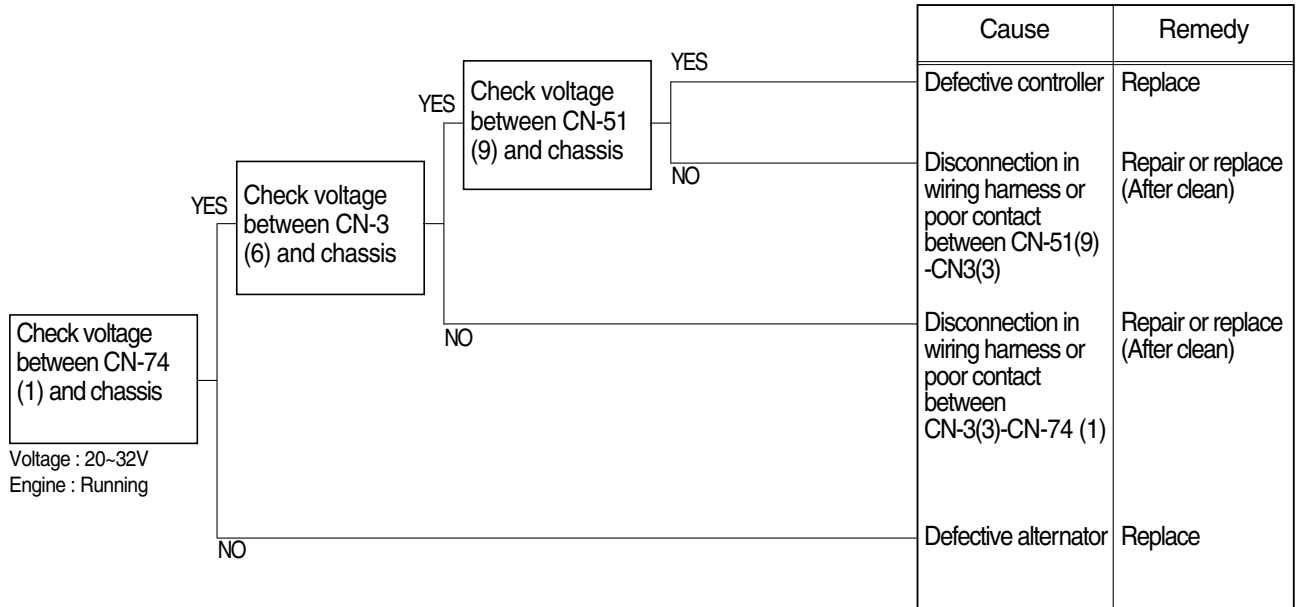 Cause
Remedy
YES
Check voltage
between CN-51
(9) and chassis
YES
Defective controller
Replace
NO
Disconnection in
wiring harness or
poor contact
between CN-51(9)
-CN3(3)
Repair or replace
(After clean)
YES
Check voltage
between CN-3
(6) and chassis
NO
Disconnection in
wiring harness or
poor contact
between
CN-3(3)-CN-74 (1)
Repair or replace
(After clean)
Check voltage
between CN-74
(1) and chassis
Voltage : 20~32V
Engine : Running
NO
Defective alternator
Replace